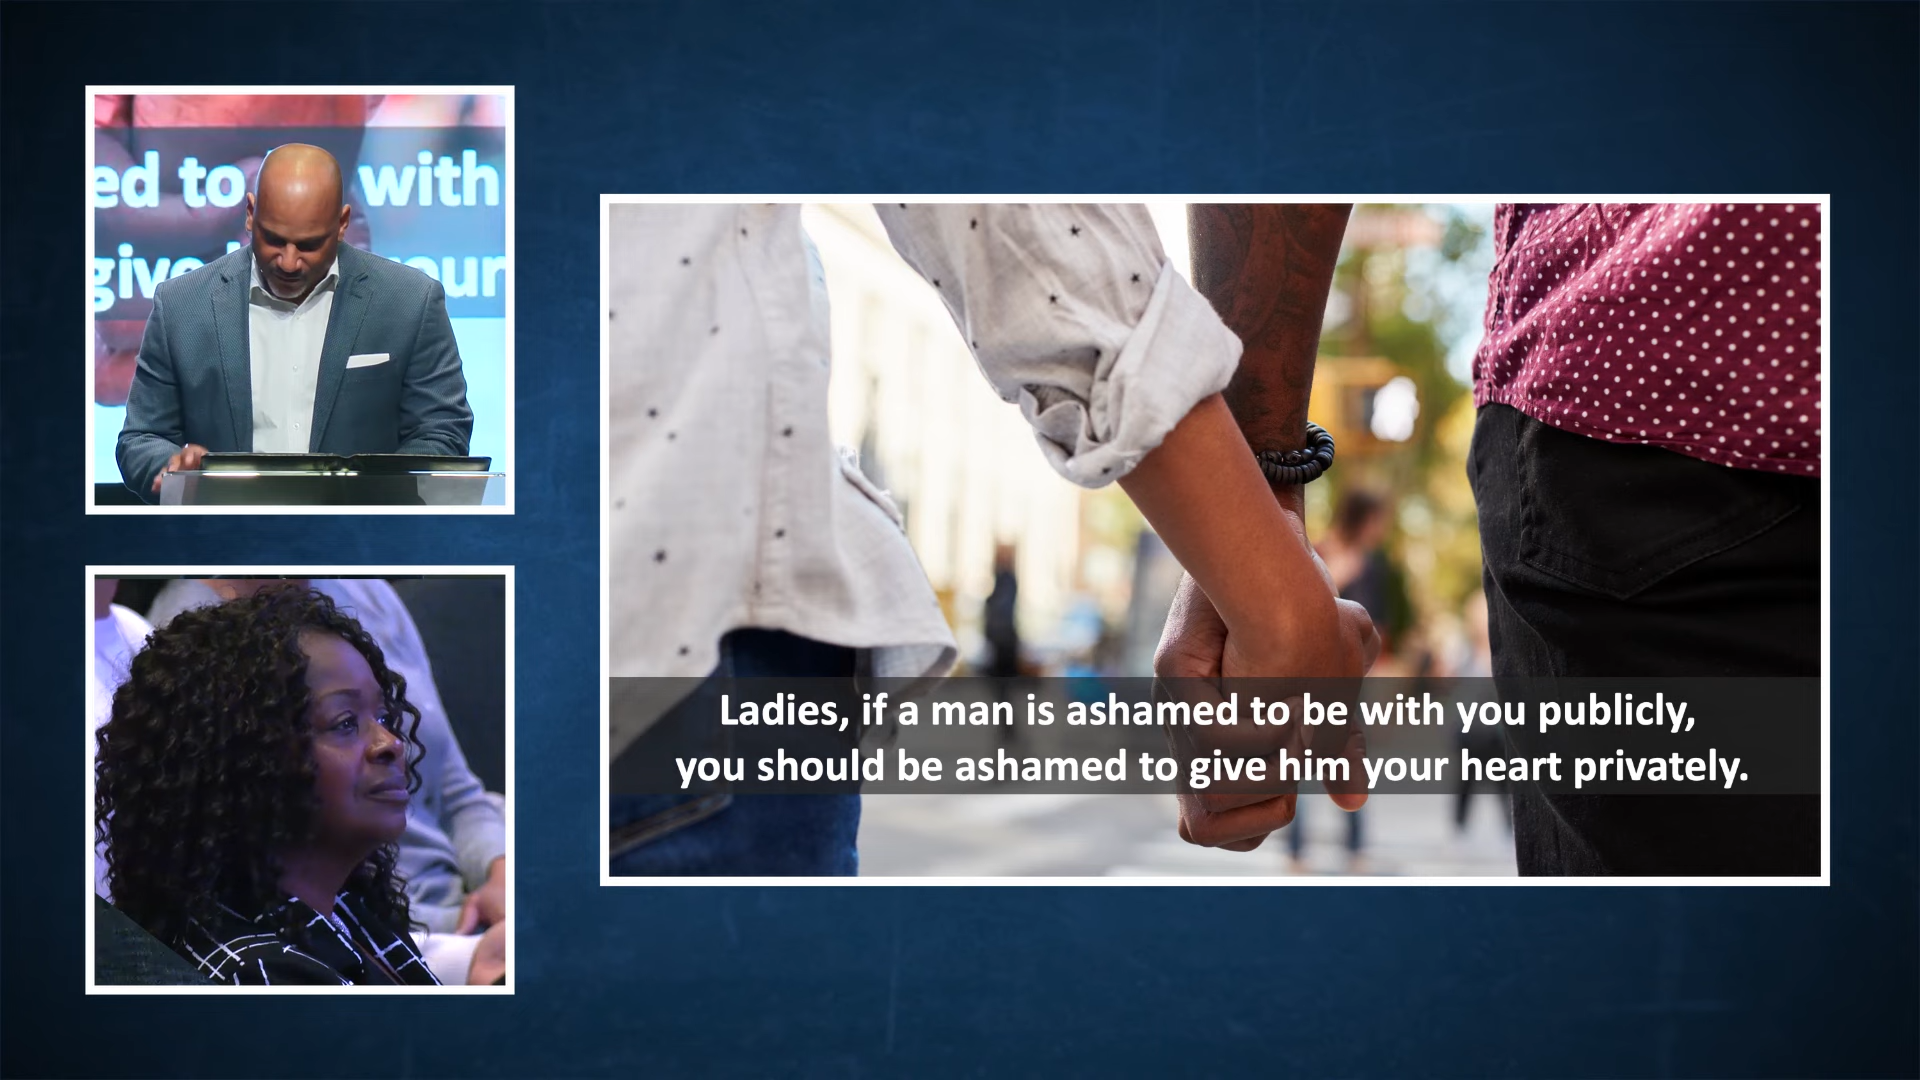 ed to with
give your
Ladies, if a man is ashamed to be with you publicly,
you should be ashamed to give him your heart privately.